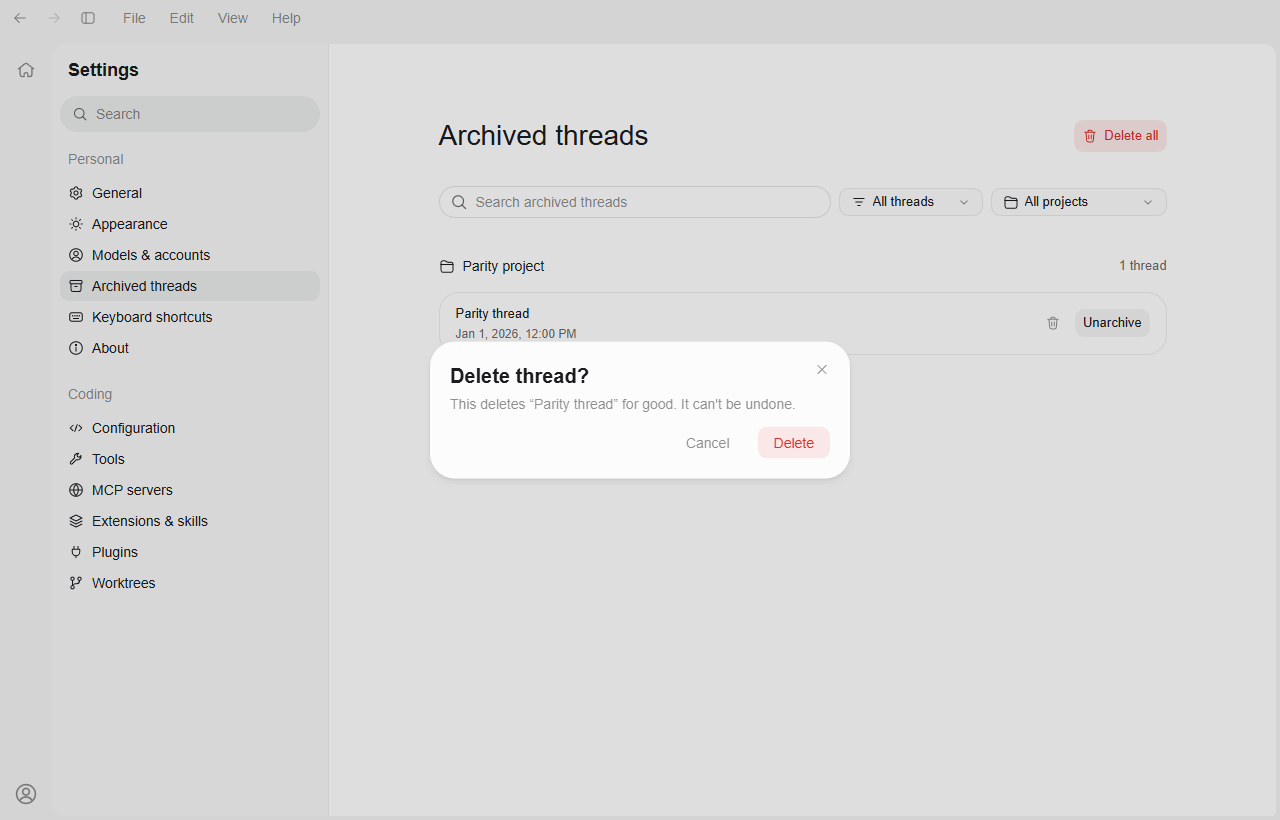 File Edit View Help
Settings
Search
Personal
General
Appearance
Models & accounts
Archived threads
Keyboard shortcuts
About
Coding
Configuration
Tools
MCP servers
Extensions & skills
Plugins
Worktrees
Archived threads
Delete all
Search archived threads
All threads
All projects
Parity project
1 thread
Parity thread
Jan 1, 2026, 12:00 PM
Unarchive
Delete thread?
This deletes “Parity thread” for good. It can't be undone.
Cancel
Delete